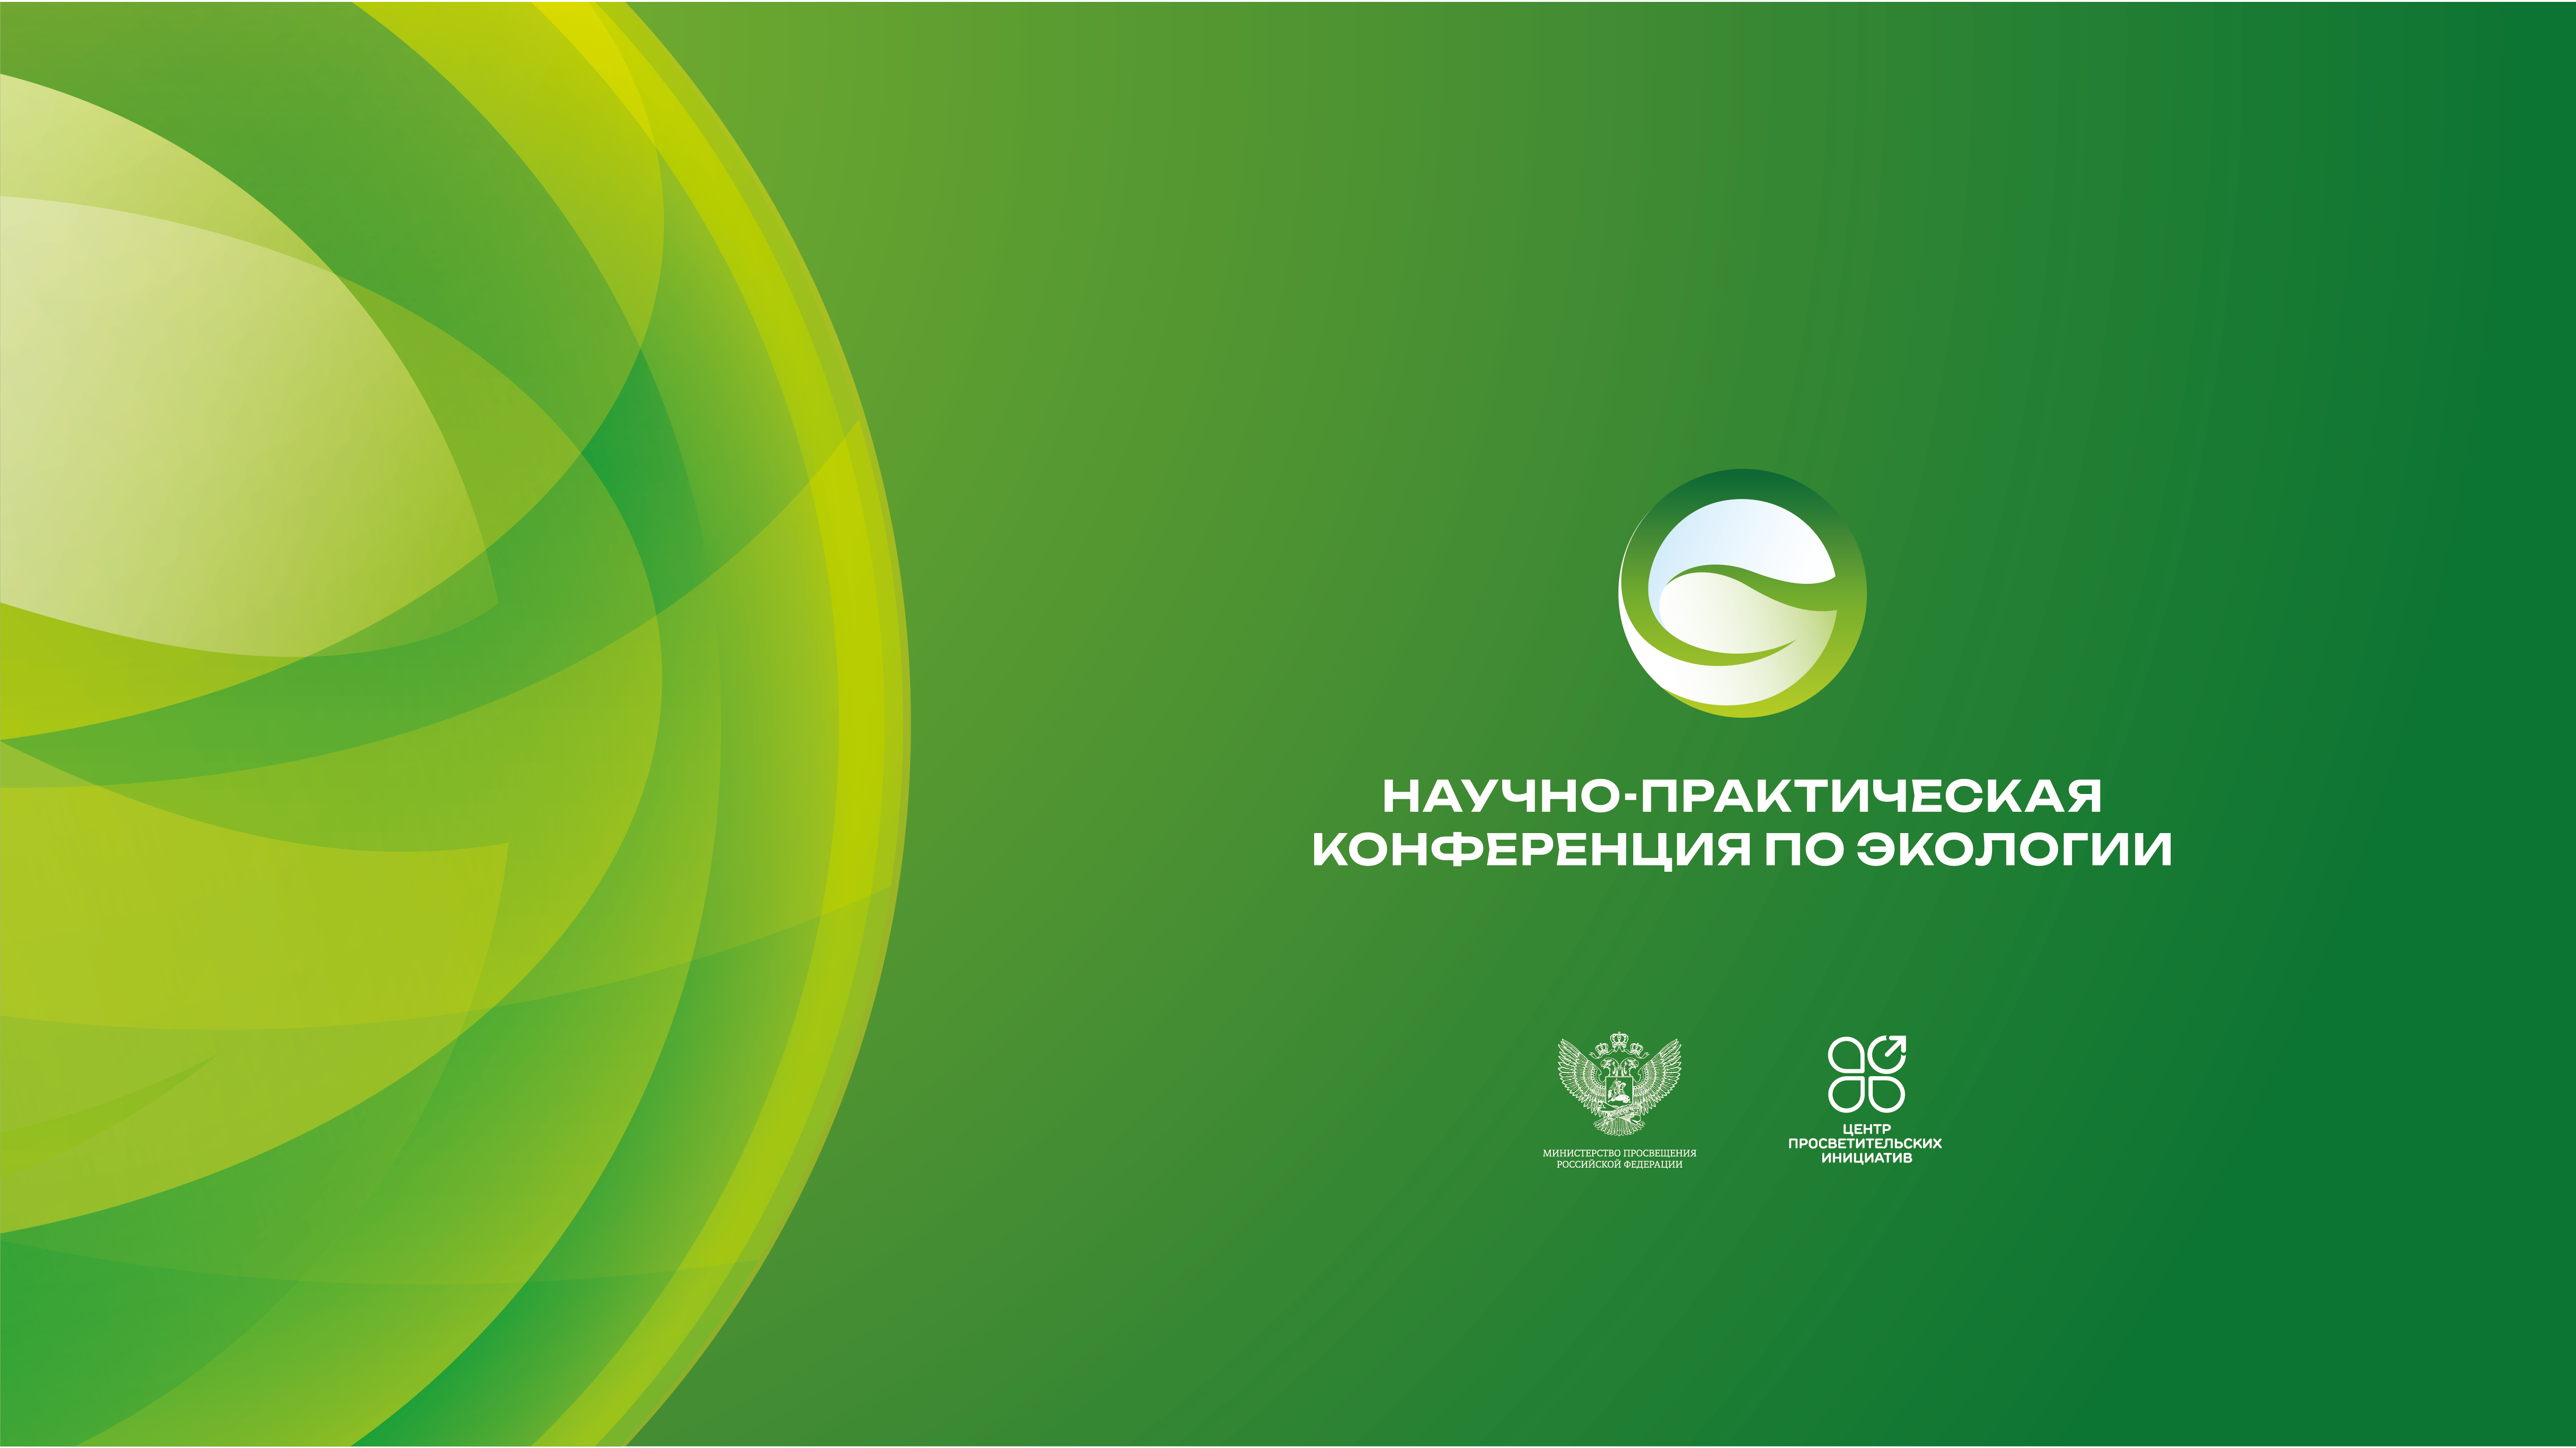 НАУЧНО-ПРАКТИЧЕСКАЯ
КОНФЕРЕНЦИЯ ПО ЭКОЛОГИИ
МИНИСТЕРСТВО ПРОСВЕЩЕНИЯ
РОССИЙСКОЙ ФЕДЕРАЦИИ
ЦЕНТР
ПРОСВЕТИТЕЛЬСКИХ
ИНИЦИАТИВ